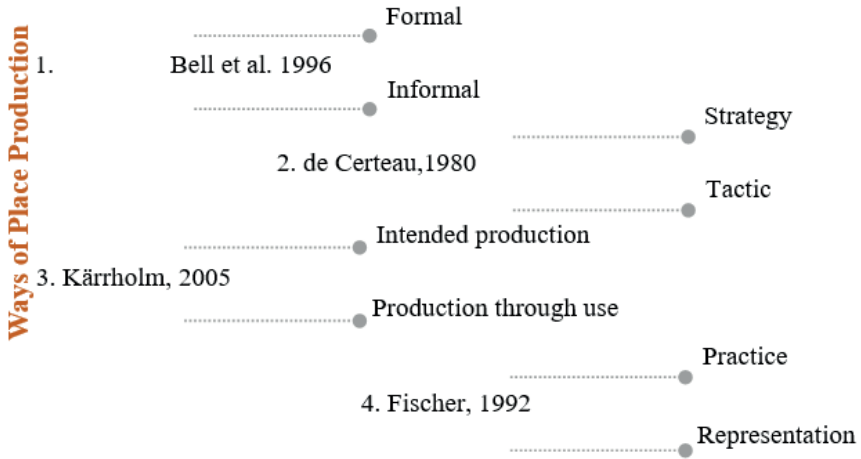 Ways of Place Production
Formal
1. Bell et al. 1996
Informal
Strategy
2. de Certeau,1980
Tactic
Intended production
3. Kärrholm, 2005
Production through use
Practice
4. Fischer, 1992
Representation